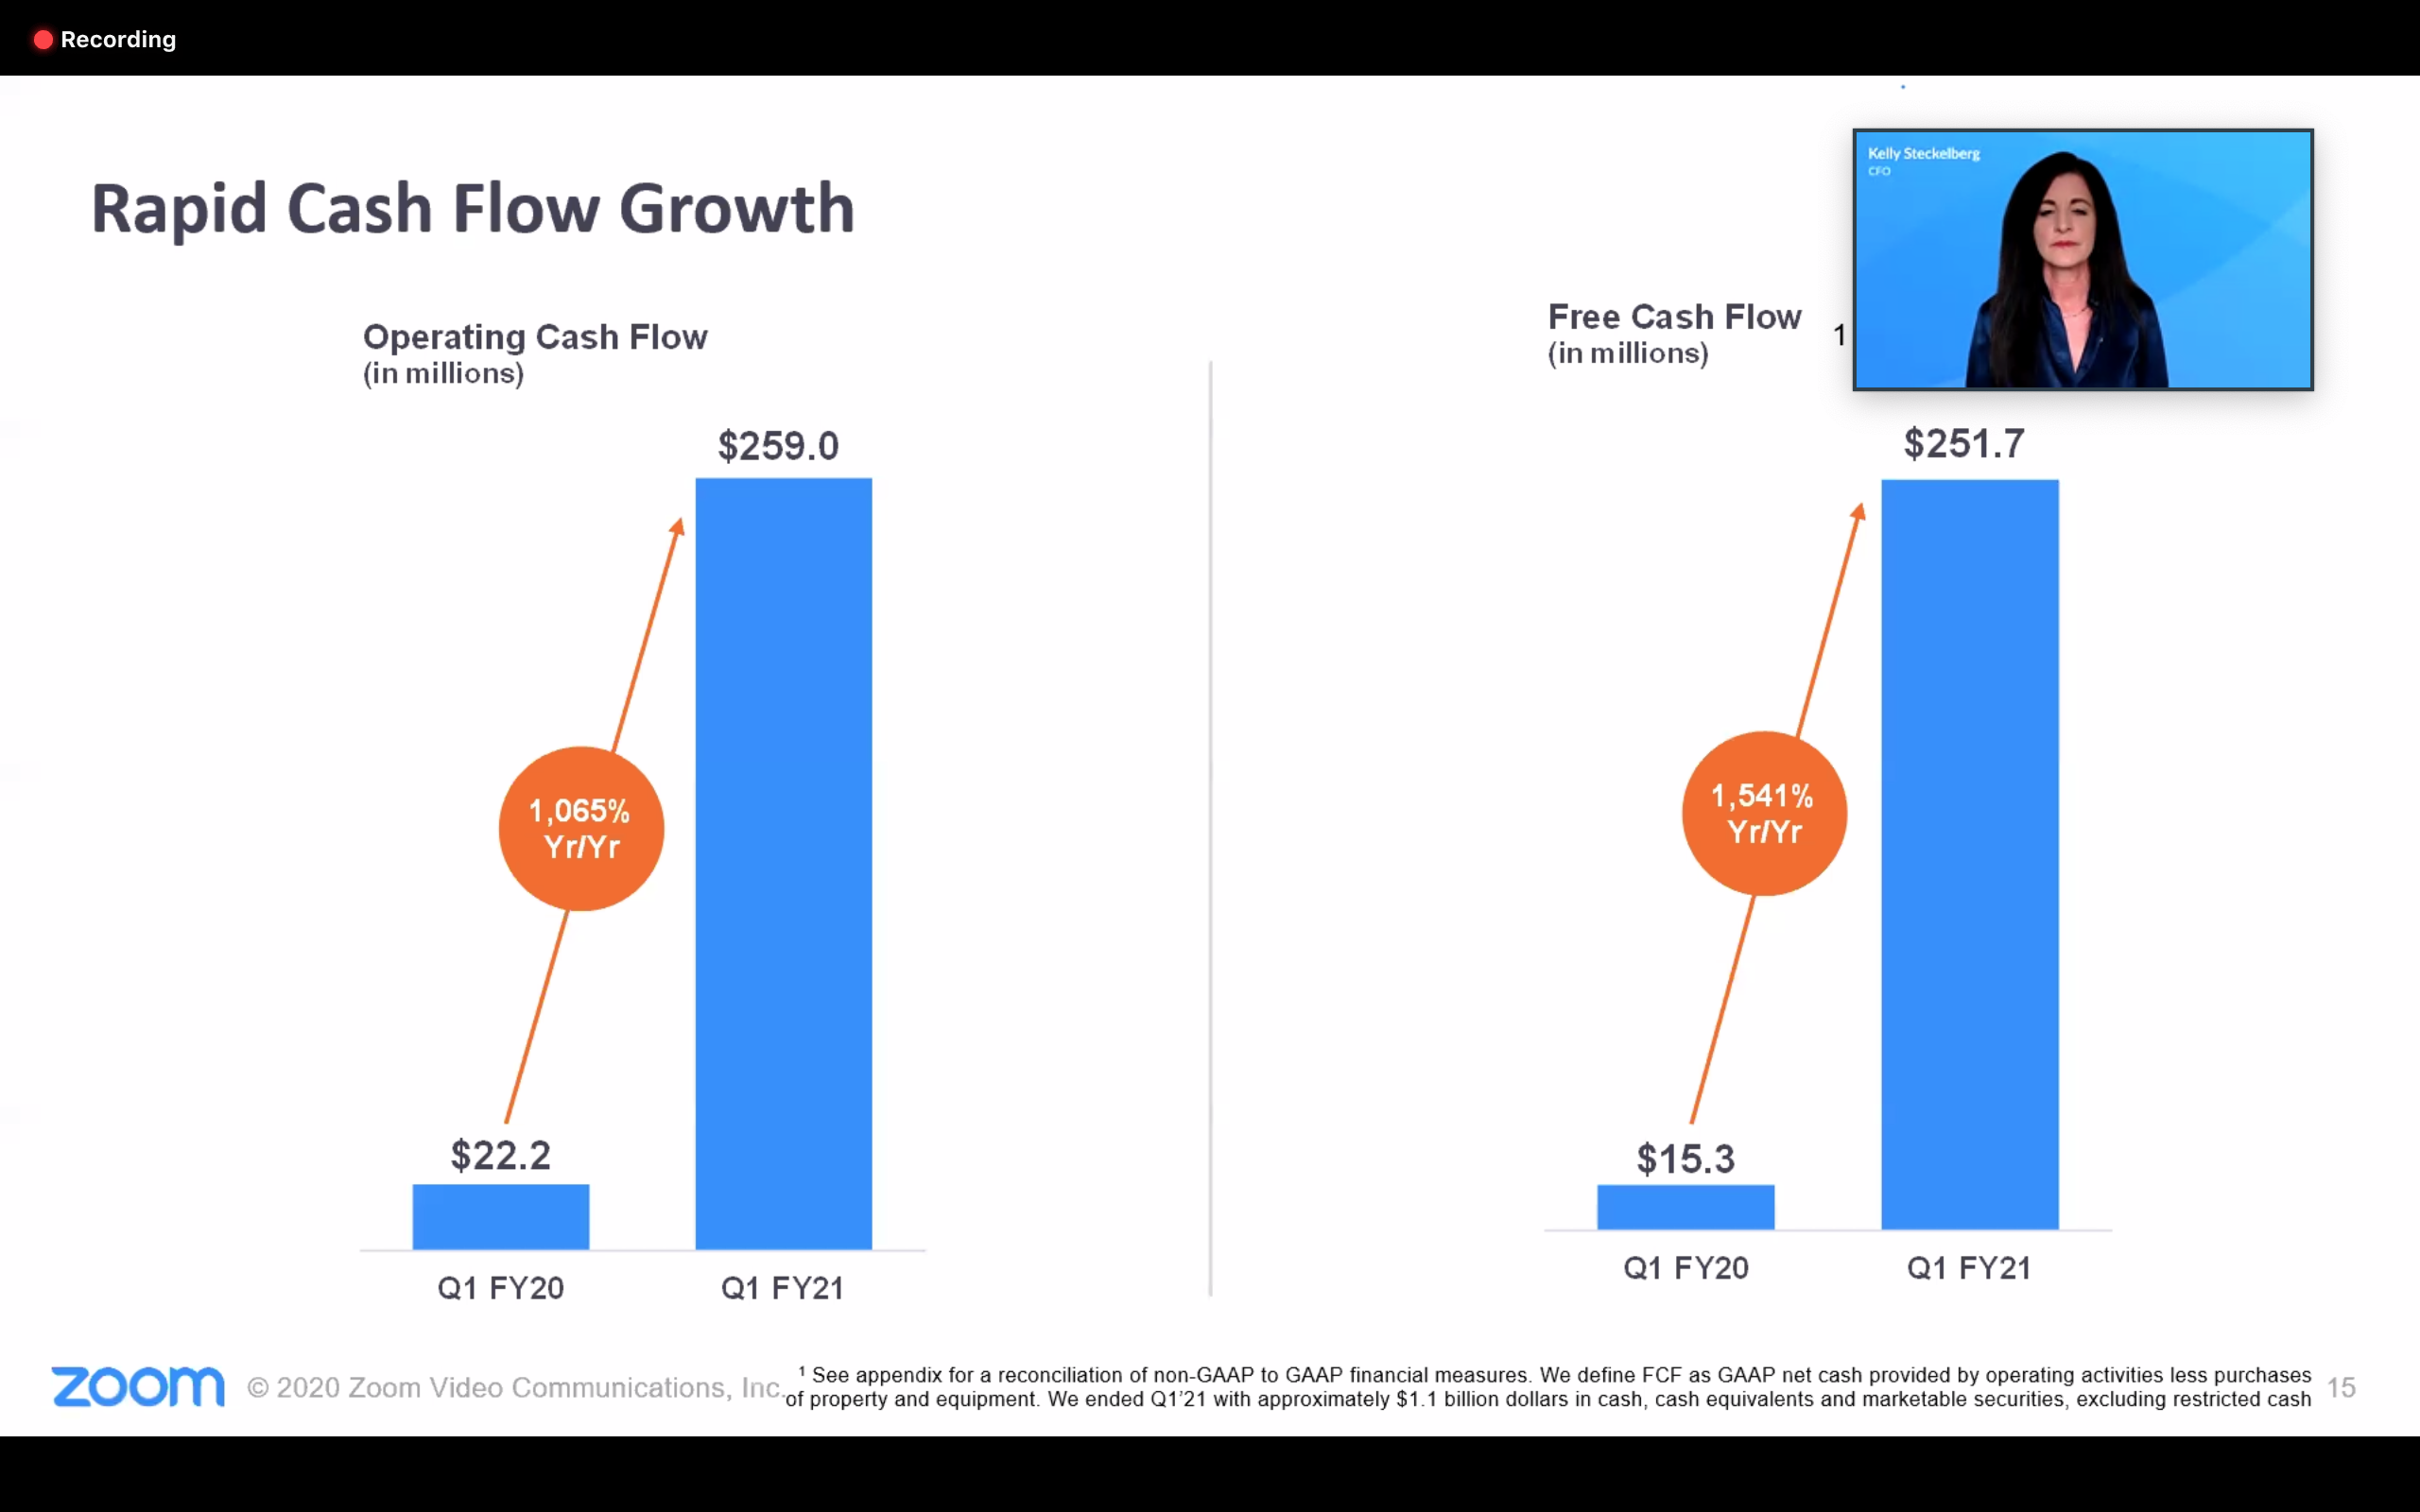 Recording
Kelly Steckelberg
CFO
Rapid Cash Flow Growth
Operating Cash Flow
(in millions)
$259.0
1,065%
Yr/Yr
$22.2
Q1 FY20
Q1 FY21
Free Cash Flow 1
(in millions)
$251.7
1,541%
Yr/Yr
$15.3
Q1 FY20
Q1 FY21
zoom
© 2020 Zoom Video Communications, Inc.
¹ See appendix for a reconciliation of non-GAAP to GAAP financial measures. We define FCF as GAAP net cash provided by operating activities less purchases
of property and equipment. We ended Q1’21 with approximately $1.1 billion dollars in cash, cash equivalents and marketable securities, excluding restricted cash
15